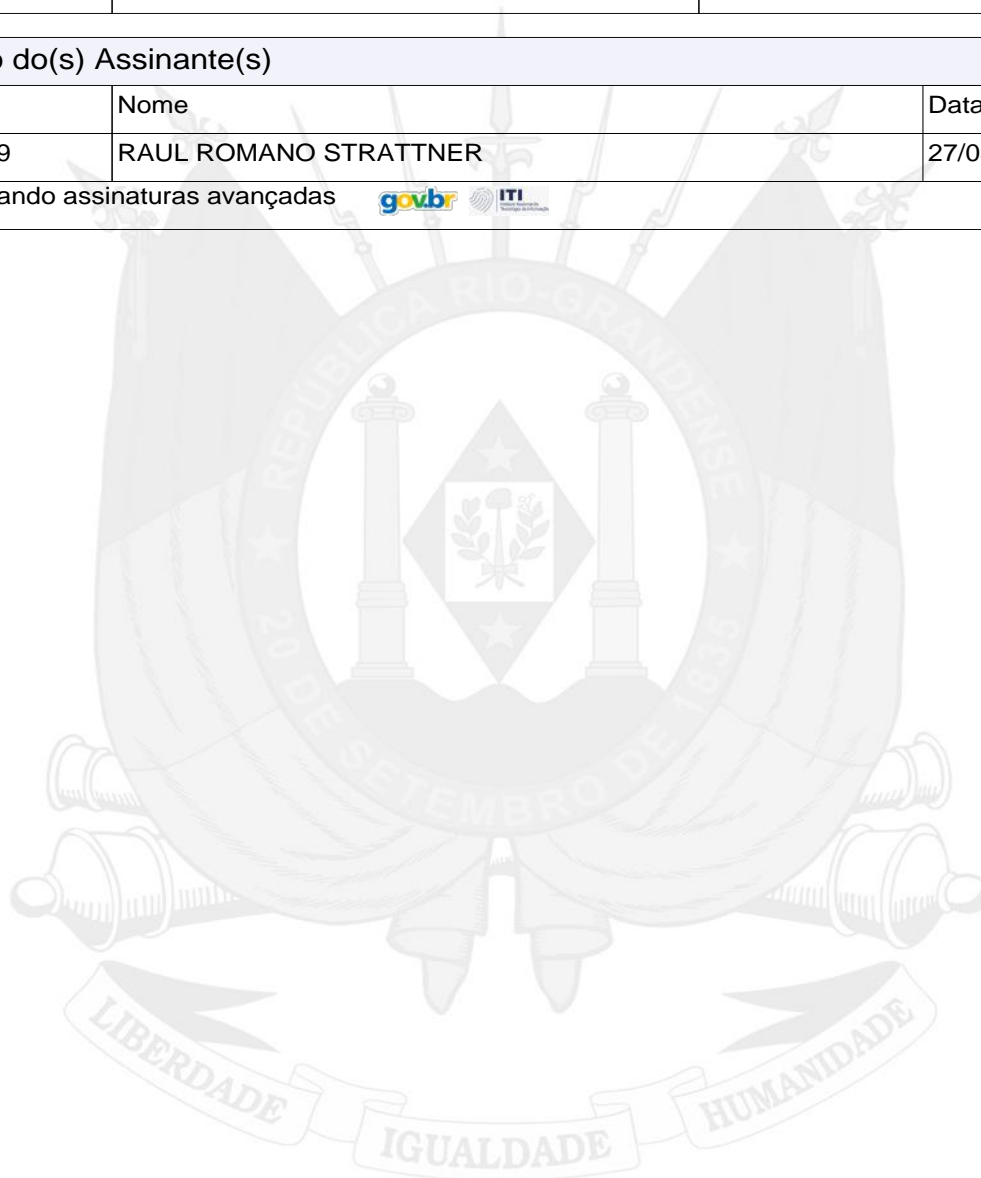 o do(s) Assinante(s)
Nome Data
9 RAUL ROMANO STRATTNER 27/0
ando assinaturas avançadas gov.br ITI
REPÚBLICA RIO-GRANDENSE
20 DE SETEMBRO DE 1835
LIBERDADE IGUALDADE HUMANIDADE